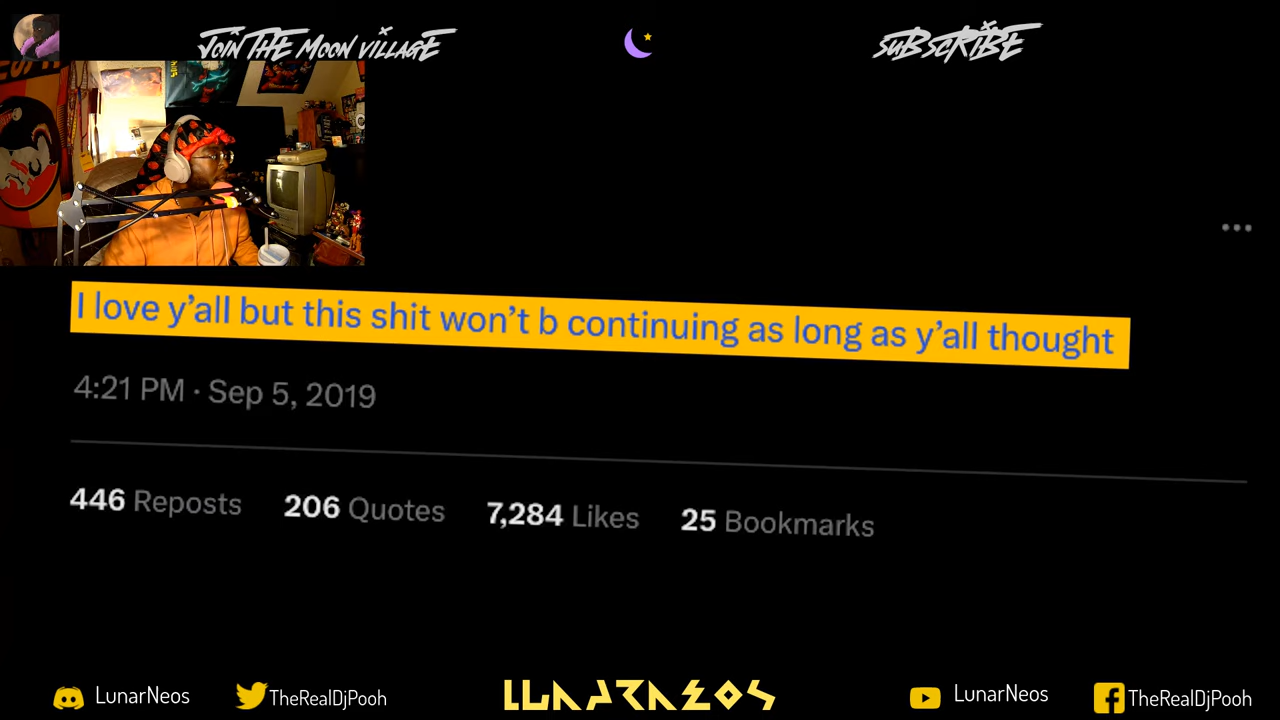 JOIN THE MOON VILLAGE
SUBSCRIBE
I love y'all but this shit won't b continuing as long as y'all thought
4:21 PM · Sep 5, 2019
446 Reposts 206 Quotes 7,284 Likes 25 Bookmarks
LunarNeos
TheRealDjPooh
LUNARNEOS
LunarNeos
TheRealDjPooh